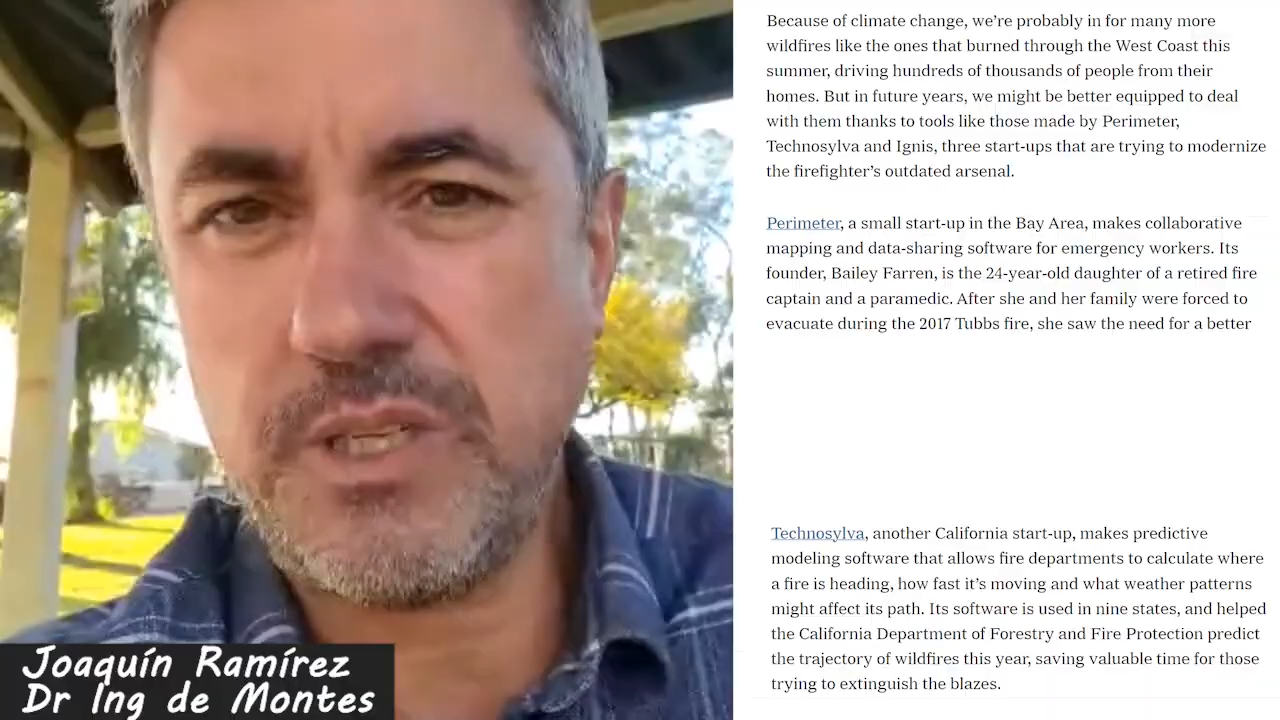 Because of climate change, we’re probably in for many more
wildfires like the ones that burned through the West Coast this
summer, driving hundreds of thousands of people from their
homes. But in future years, we might be better equipped to deal
with them thanks to tools like those made by Perimeter,
Technosylva and Ignis, three start-ups that are trying to modernize
the firefighter’s outdated arsenal.
Perimeter, a small start-up in the Bay Area, makes collaborative
mapping and data-sharing software for emergency workers. Its
founder, Bailey Farren, is the 24-year-old daughter of a retired fire
captain and a paramedic. After she and her family were forced to
evacuate during the 2017 Tubbs fire, she saw the need for a better
Technosylva, another California start-up, makes predictive
modeling software that allows fire departments to calculate where
a fire is heading, how fast it’s moving and what weather patterns
might affect its path. Its software is used in nine states, and helped
the California Department of Forestry and Fire Protection predict
the trajectory of wildfires this year, saving valuable time for those
trying to extinguish the blazes.
Joaquín Ramírez
Dr Ing de Montes